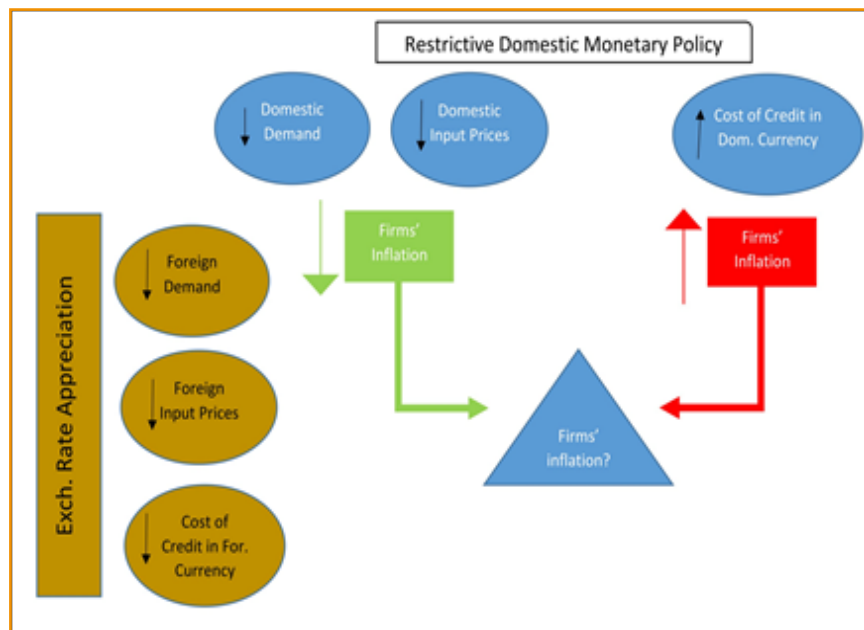 Restrictive Domestic Monetary Policy
Domestic
Demand
Domestic
Input Prices
Cost of Credit in
Dom. Currency
Firms'
Inflation
Firms'
Inflation
Exch. Rate Appreciation
Foreign
Demand
Foreign
Input Prices
Cost of
Credit in For.
Currency
Firms'
inflation?